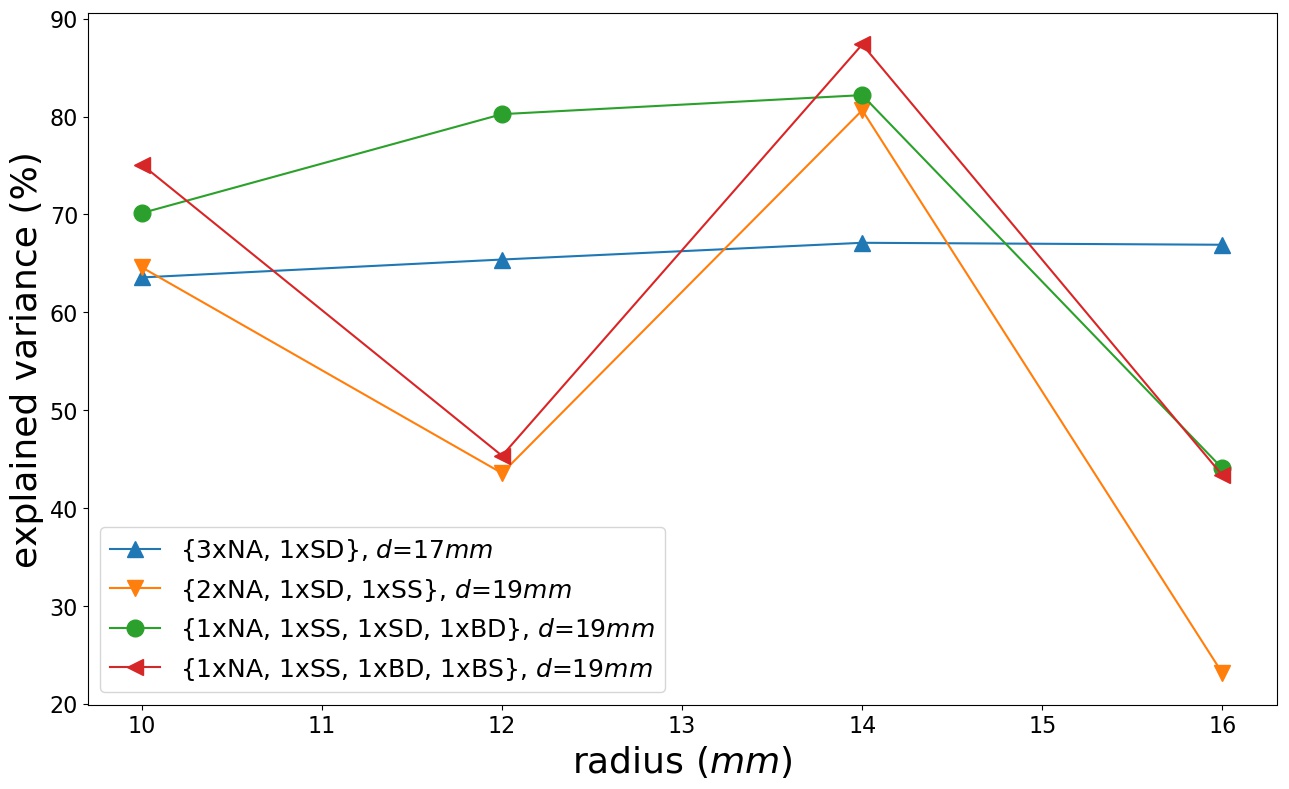 explained variance (%)
90
80
70
60
50
40
30
20
{3xNA, 1xSD}, d=17mm
{2xNA, 1xSD, 1xSS}, d=19mm
{1xNA, 1xSS, 1xSD, 1xBD}, d=19mm
{1xNA, 1xSS, 1xBD, 1xBS}, d=19mm
10 11 12 13 14 15 16
radius (mm)